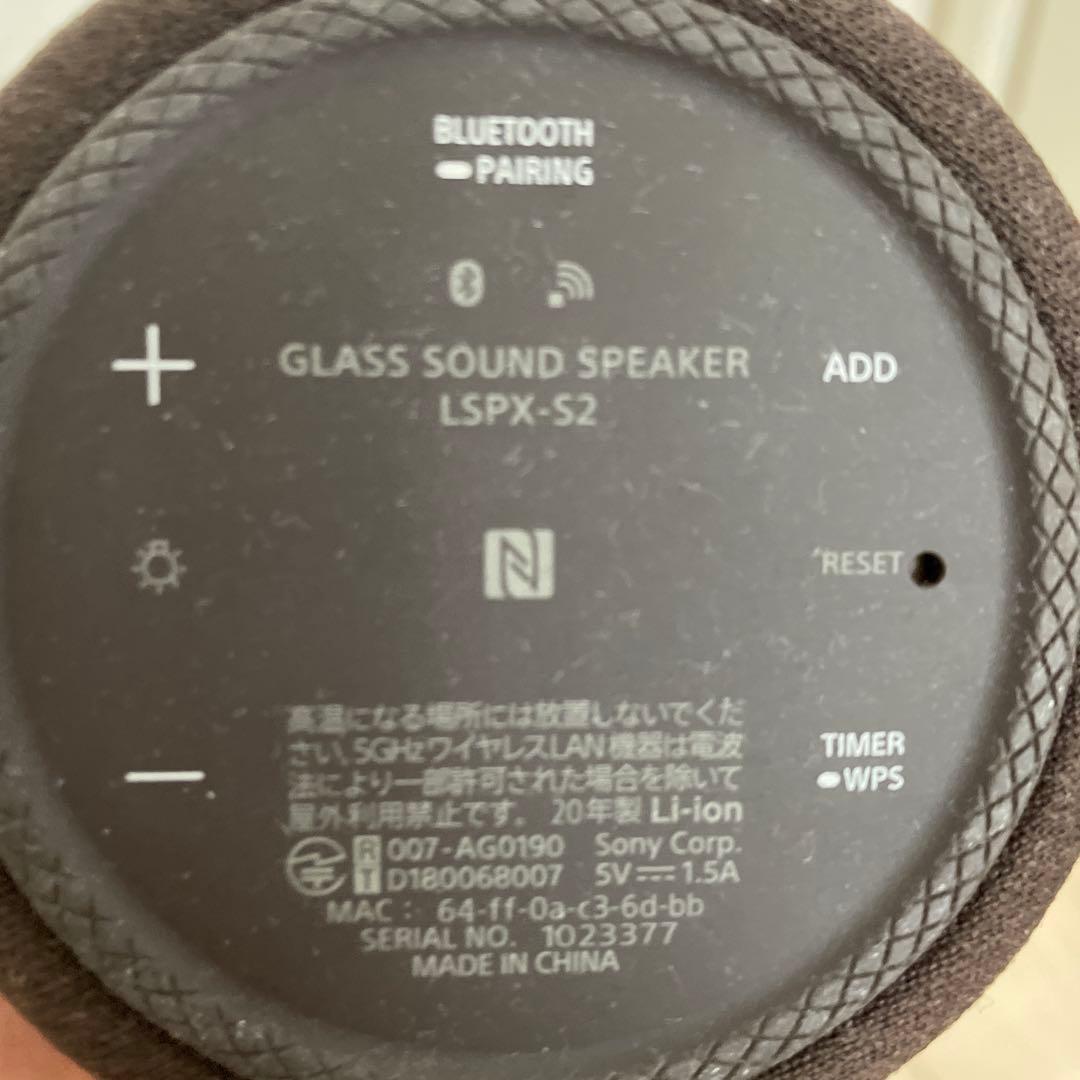 BLUETOOTH
PAIRING
GLASS SOUND SPEAKER
LSPX-S2
ADD
RESET
高温になる場所には放置しないでくだ
さい。5GHzワイヤレスLAN機器は電波
法により一部許可された場合を除いて
屋外利用禁止です。 20年製 Li-ion
R 007-AG0190 Sony Corp.
T D180068007 5V⎓1.5A
MAC : 64-ff-0a-c3-6d-bb
SERIAL NO. 1023377
MADE IN CHINA
TIMER
WPS